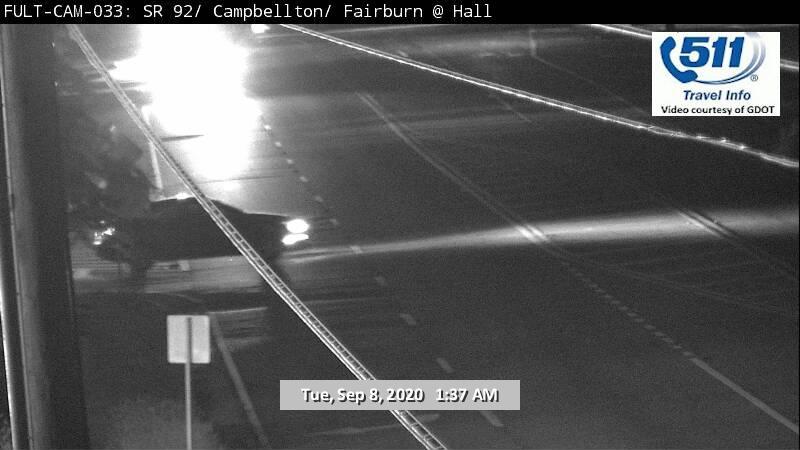 FULT-CAM-033: SR 92/ Campbellton/ Fairburn @ Hall
511
®
Travel Info
Video courtesy of GDOT
Tue, Sep 8, 2020 1:37 AM